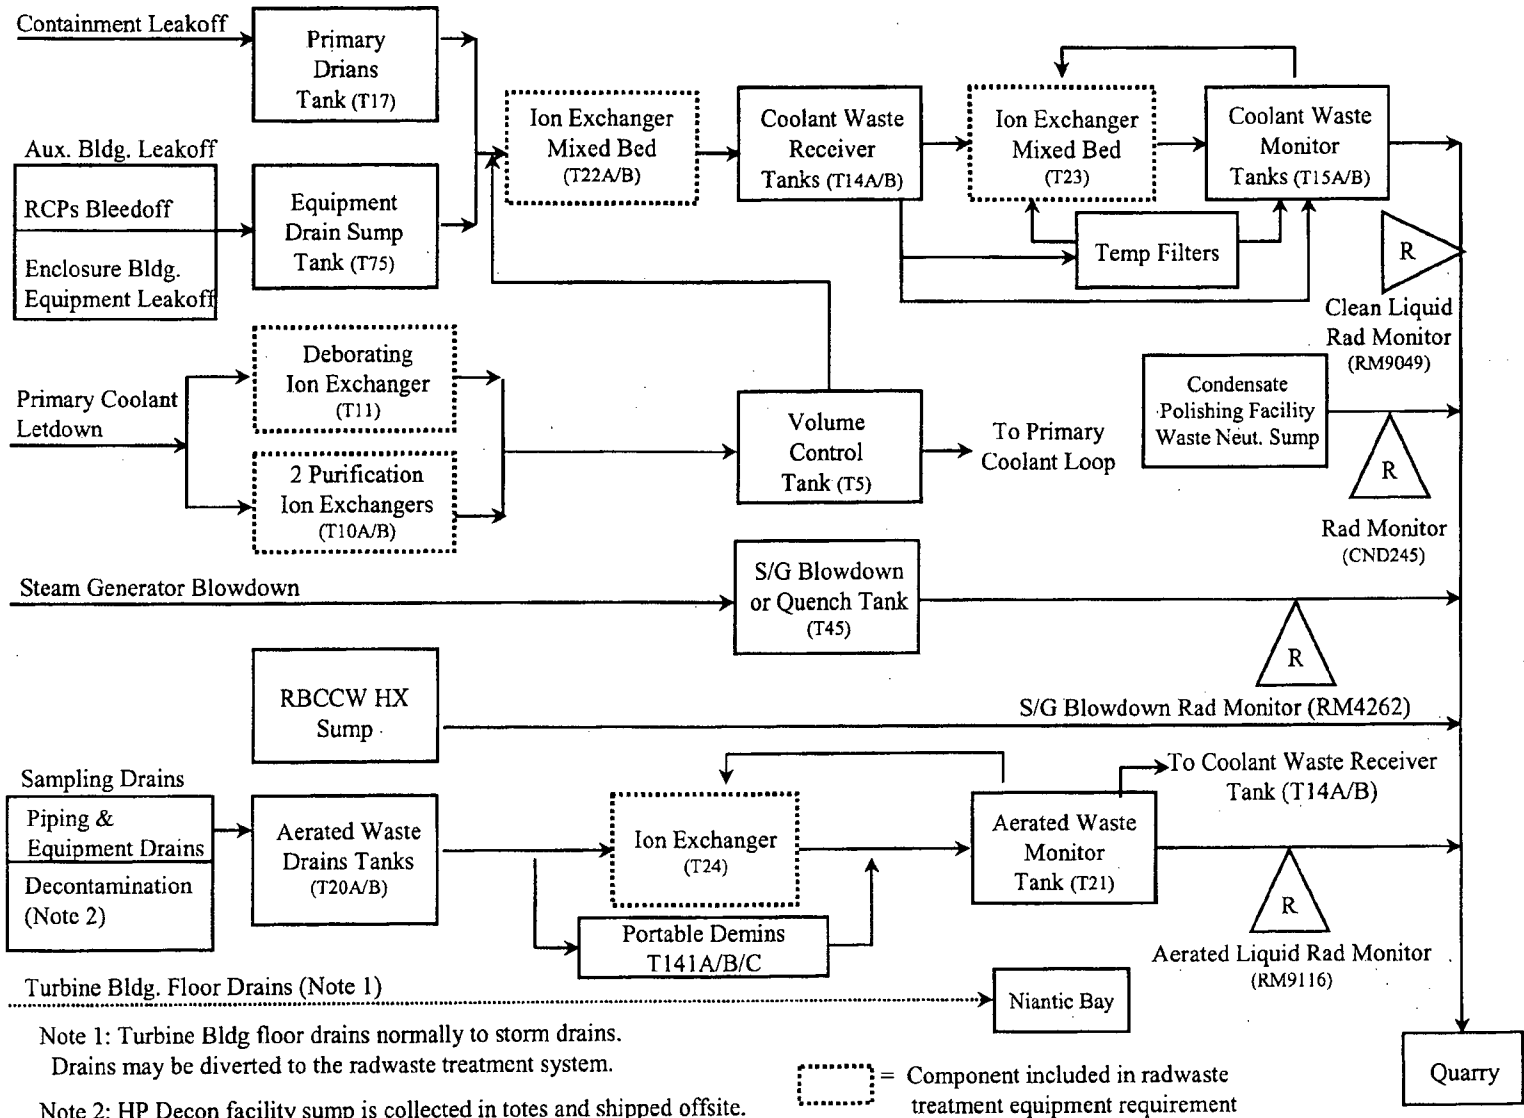 Containment Leakoff
Primary
Drians
Tank (T17)
Aux. Bldg. Leakoff
RCPs Bleedoff
Enclosure Bldg.
Equipment Leakoff
Equipment
Drain Sump
Tank (T75)
Ion Exchanger
Mixed Bed
(T22A/B)
Coolant Waste
Receiver
Tanks (T14A/B)
Ion Exchanger
Mixed Bed
(T23)
Coolant Waste
Monitor
Tanks (T15A/B)
Temp Filters
R
Clean Liquid
Rad Monitor
(RM9049)
Primary Coolant
Letdown
Deborating
Ion Exchanger
(T11)
2 Purification
Ion Exchangers
(T10A/B)
Volume
Control
Tank (T5)
To Primary
Coolant Loop
Condensate
Polishing Facility
Waste Neut. Sump
R
Rad Monitor
(CND245)
Steam Generator Blowdown
S/G Blowdown
or Quench Tank
(T45)
R
S/G Blowdown Rad Monitor (RM4262)
RBCCW HX
Sump
Sampling Drains
Piping &
Equipment Drains
Decontamination
(Note 2)
Aerated Waste
Drains Tanks
(T20A/B)
Ion Exchanger
(T24)
Portable Demins
T141A/B/C
Aerated Waste
Monitor
Tank (T21)
To Coolant Waste Receiver
Tank (T14A/B)
R
Aerated Liquid Rad Monitor
(RM9116)
Turbine Bldg. Floor Drains (Note 1)
Niantic Bay
Quarry
Note 1: Turbine Bldg floor drains normally to storm drains.
Drains may be diverted to the radwaste treatment system.
Note 2: HP Decon facility sump is collected in totes and shipped offsite.
= Component included in radwaste
treatment equipment requirement